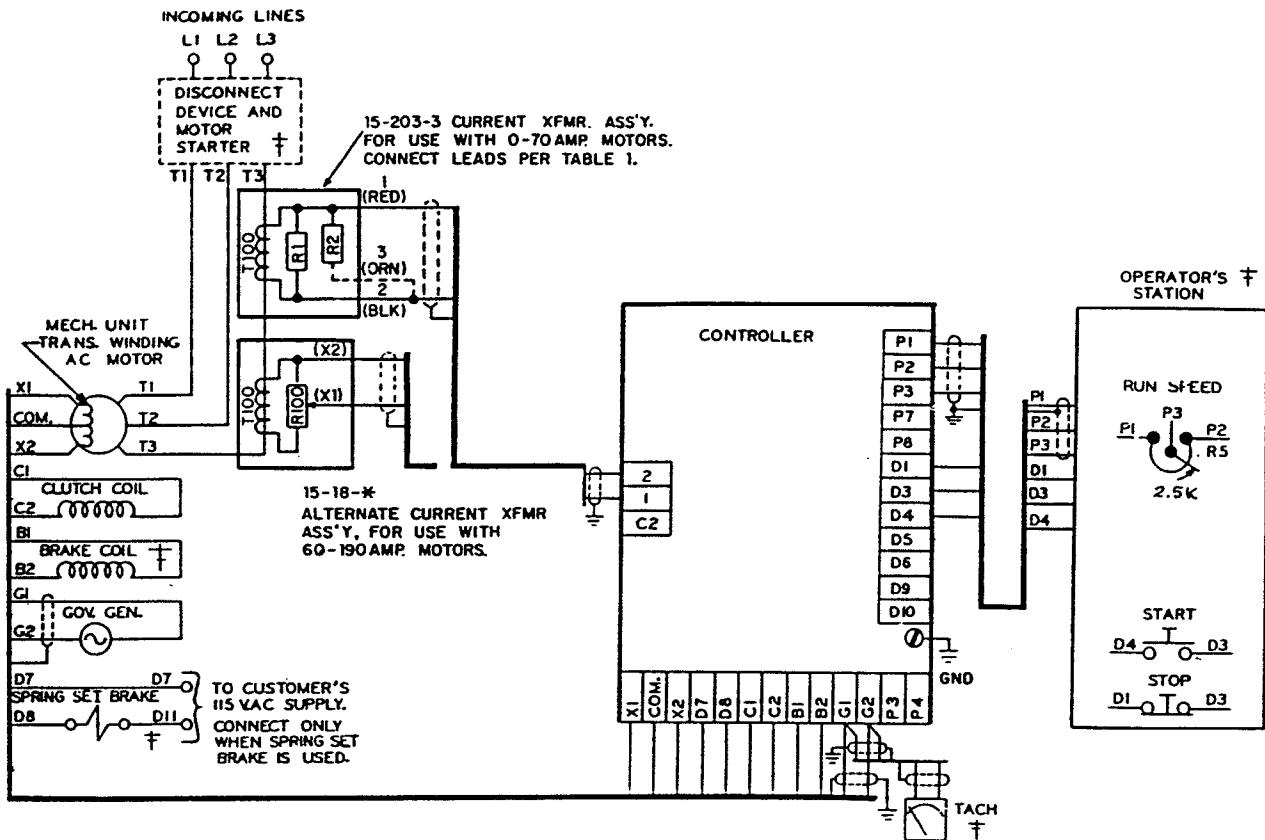 INCOMING LINES
L1 L2 L3
DISCONNECT
DEVICE AND
MOTOR
STARTER ‡
T1 T2 T3
15-203-3 CURRENT XFMR. ASS'Y.
FOR USE WITH 0-70 AMP. MOTORS.
CONNECT LEADS PER TABLE 1.
1
(RED)
T100
R1
R2
3
(ORN)
2
(BLK)
MECH. UNIT
TRANS. WINDING
AC MOTOR
(X2)
T100
R100
(X1)
15-18-*
ALTERNATE CURRENT XFMR
ASS'Y, FOR USE WITH
60-190 AMP. MOTORS.
X1 T1
COM. T2
X2 T3
C1
CLUTCH COIL
C2
B1
BRAKE COIL ‡
B2
G1
GOV. GEN.
G2
D7 D7
SPRING SET BRAKE
D8 D11
‡
TO CUSTOMER'S
115 VAC SUPPLY.
CONNECT ONLY
WHEN SPRING SET
BRAKE IS USED.
CONTROLLER
2
1
C2
P1
P2
P3
P7
P8
D1
D3
D4
D5
D6
D9
D10
GND
X1 COM. X2 D7 D8 C1 C2 B1 B2 G1 G2 P3 P4
TACH
‡
OPERATOR'S ‡
STATION
P1
P2
P3
D1
D3
D4
RUN SPEED
P3
P1 P2
R5
2.5K
START
D4 D3
STOP
D1 D3